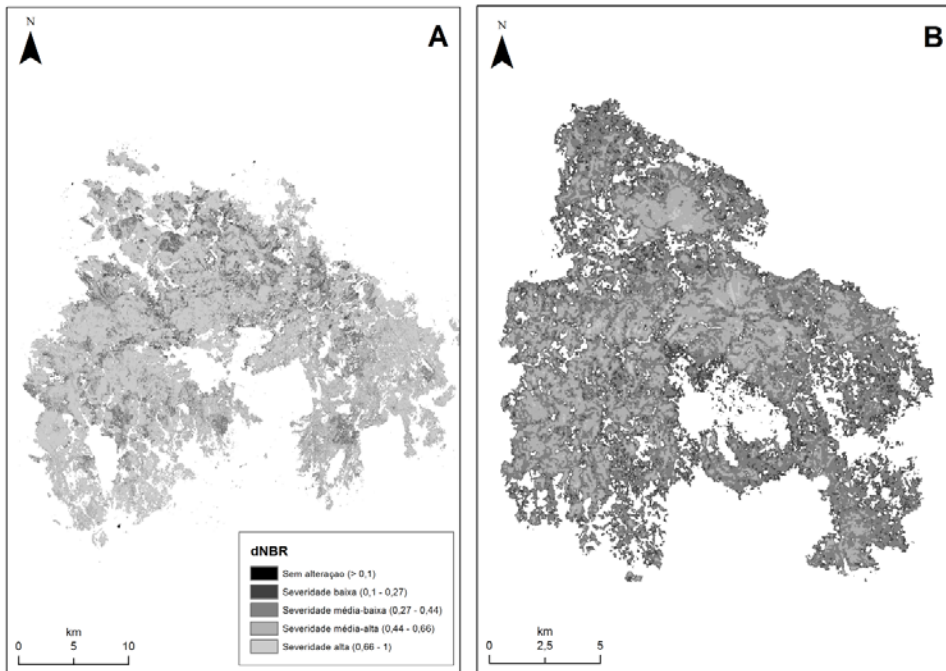 N
A
dNBR
Sem alteraçao (> 0,1)
Severidade baixa (0,1 - 0,27)
Severidade média-baixa (0,27 - 0,44)
Severidade média-alta (0,44 - 0,66)
Severidade alta (0,66 - 1)
km
0 5 10
N
B
km
0 2.5 5